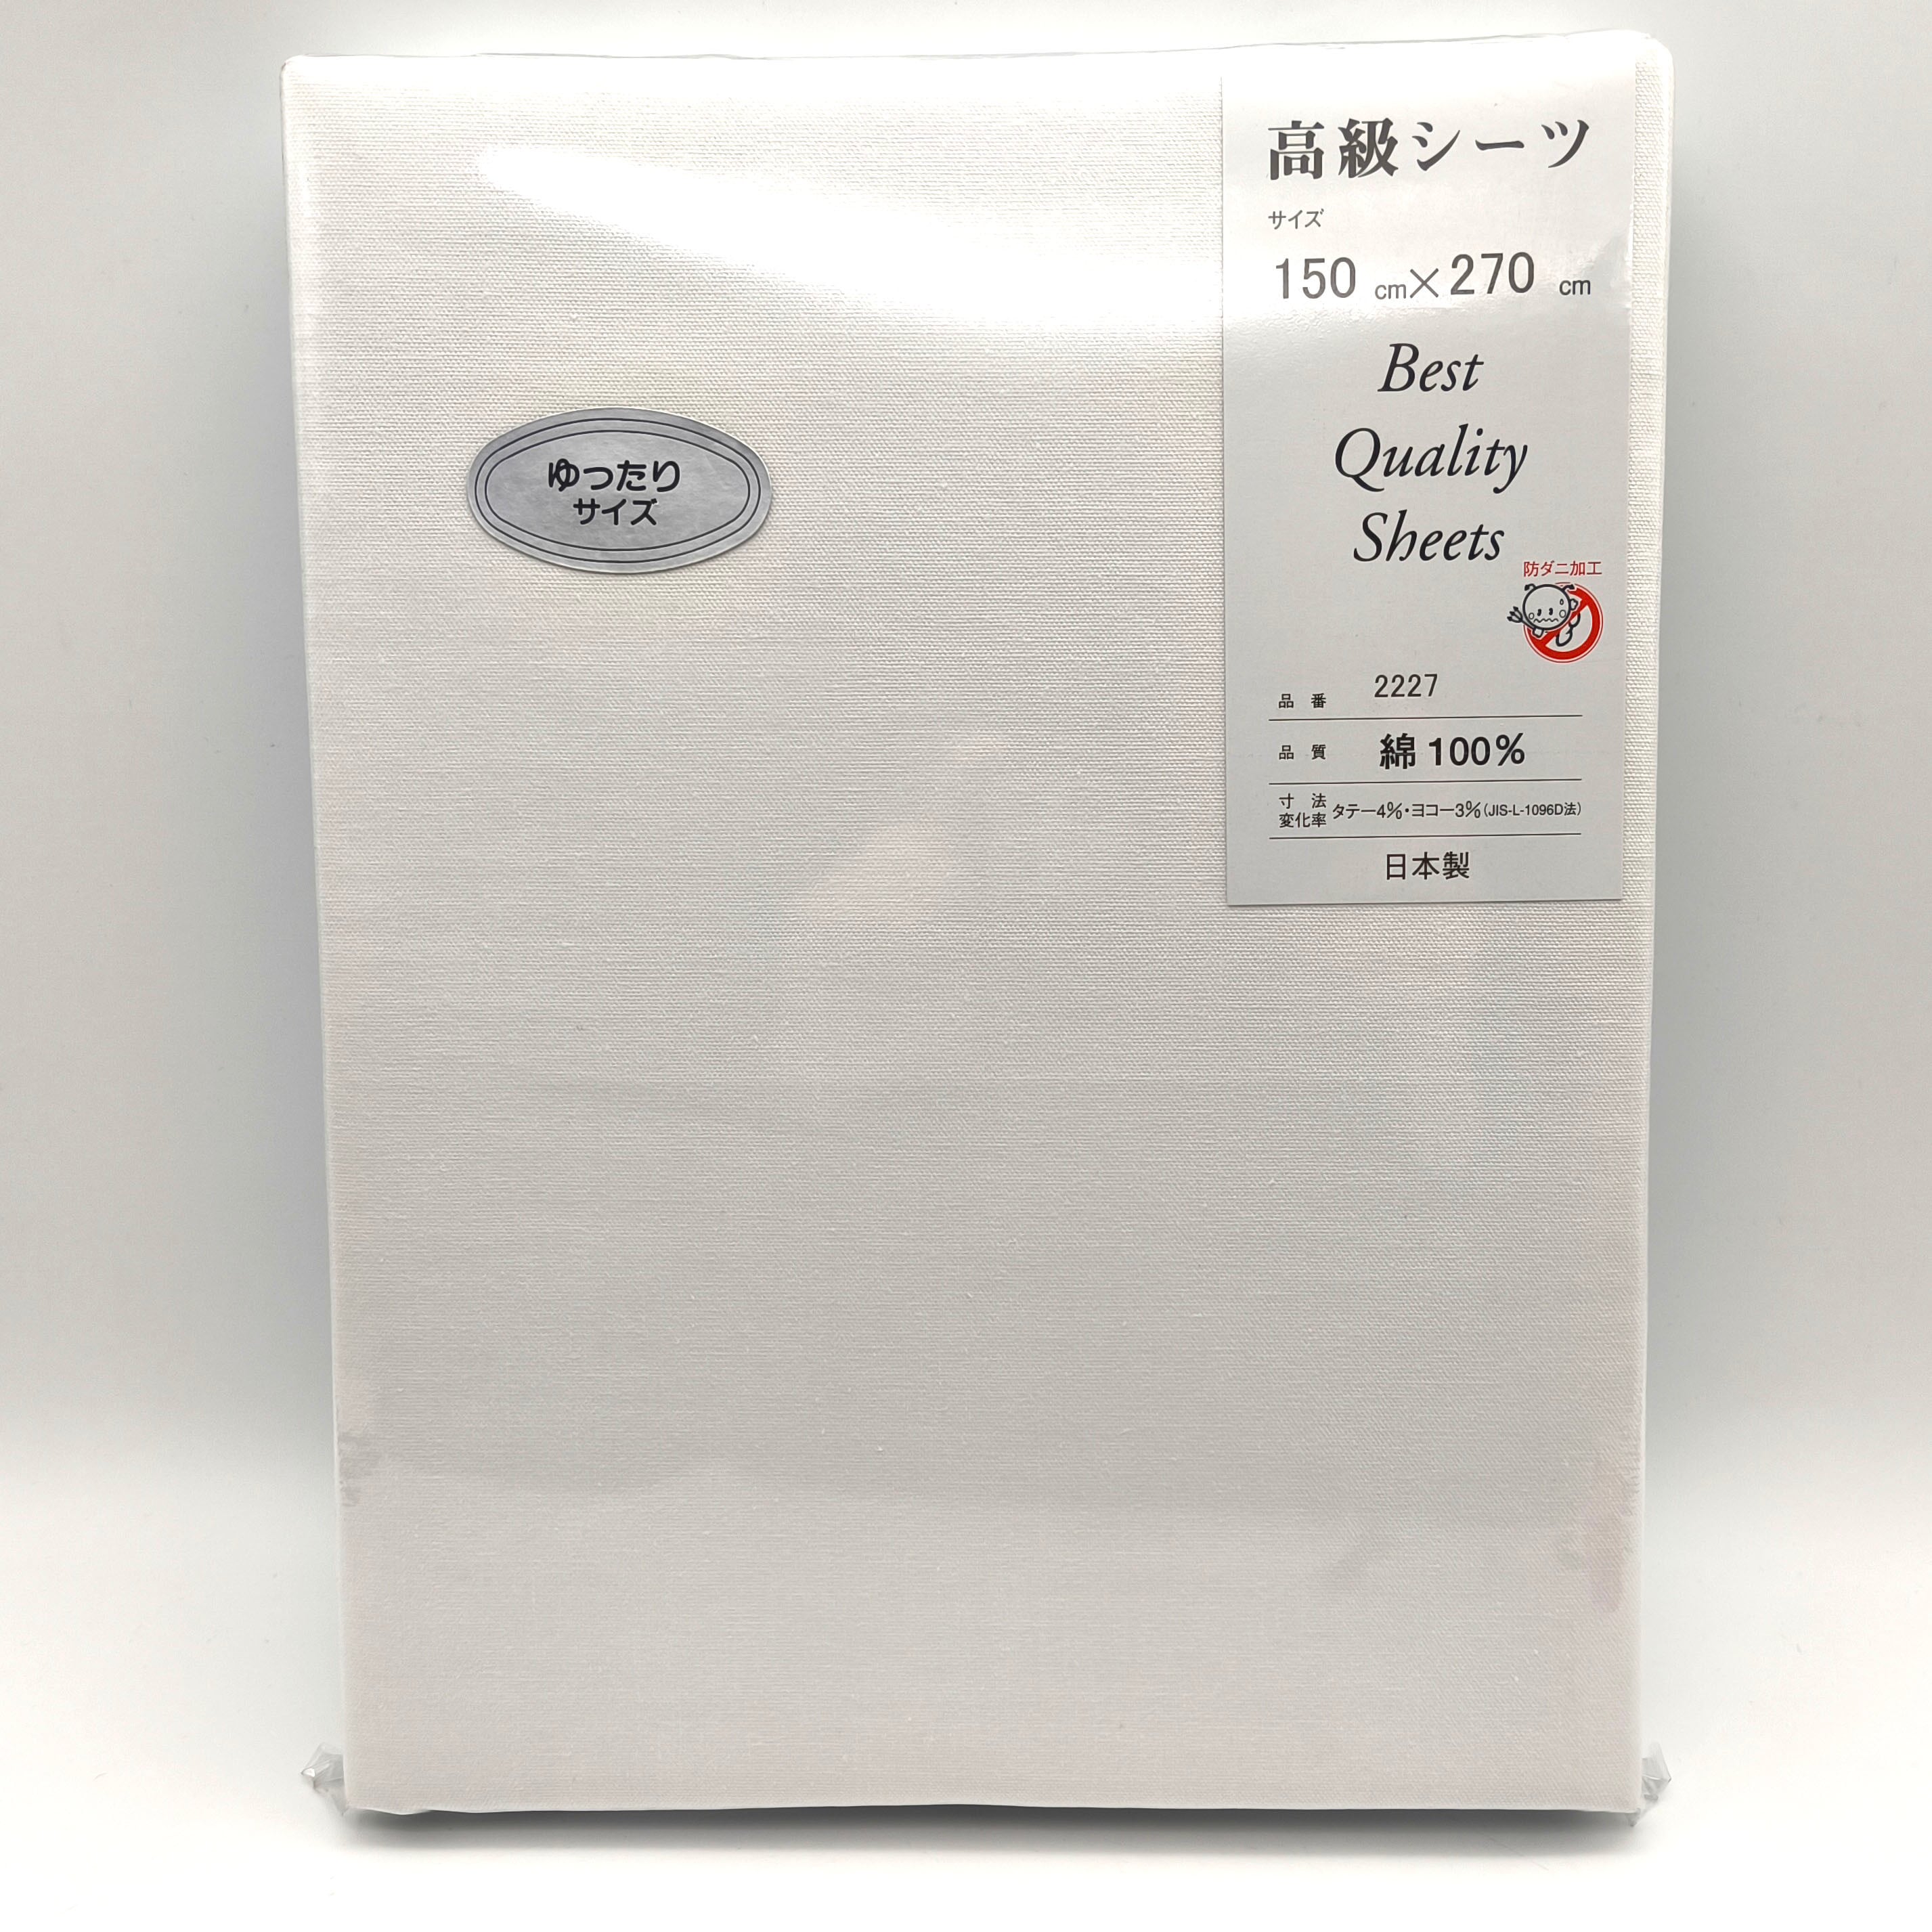 高級シーツ
サイズ
150 cm×270 cm
Best
Quality
Sheets
防ダニ加工
品 番 2227
品 質 綿100%
寸 法
変化率 タテー4%・ヨコー3%(JIS-L-1096D法)
日本製
ゆったり
サイズ